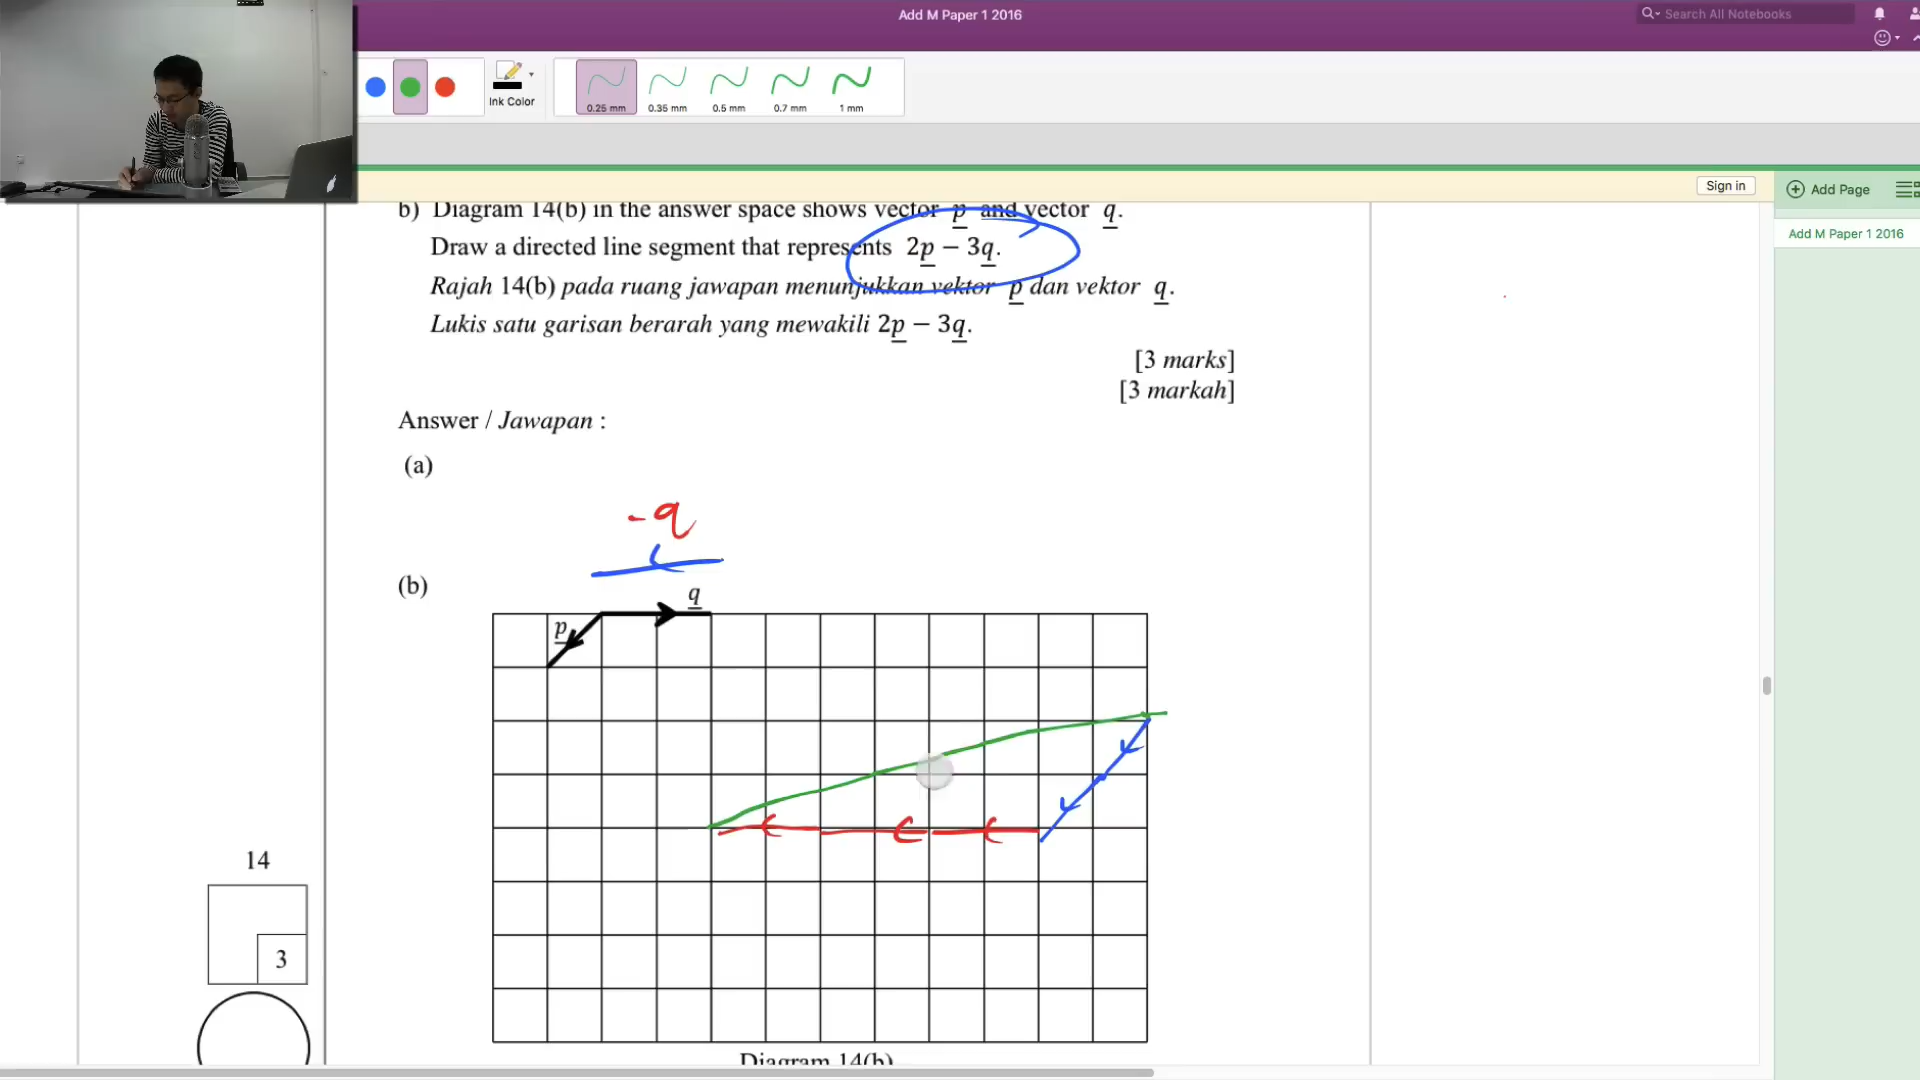 Add M Paper 1 2016
Search All Notebooks
Ink Color
0.25 mm
0.35 mm
0.5 mm
0.7 mm
1 mm
Sign in
Add Page
Add M Paper 1 2016
b) Diagram 14(b) in the answer space shows vector p and vector q.
Draw a directed line segment that represents 2p − 3q.
Rajah 14(b) pada ruang jawapan menunjukkan vektor p dan vektor q.
Lukis satu garisan berarah yang mewakili 2p − 3q.
[3 marks]
[3 markah]
Answer / Jawapan :
(a)
-q
(b)
q
p
14
3
Diagram 14(b)